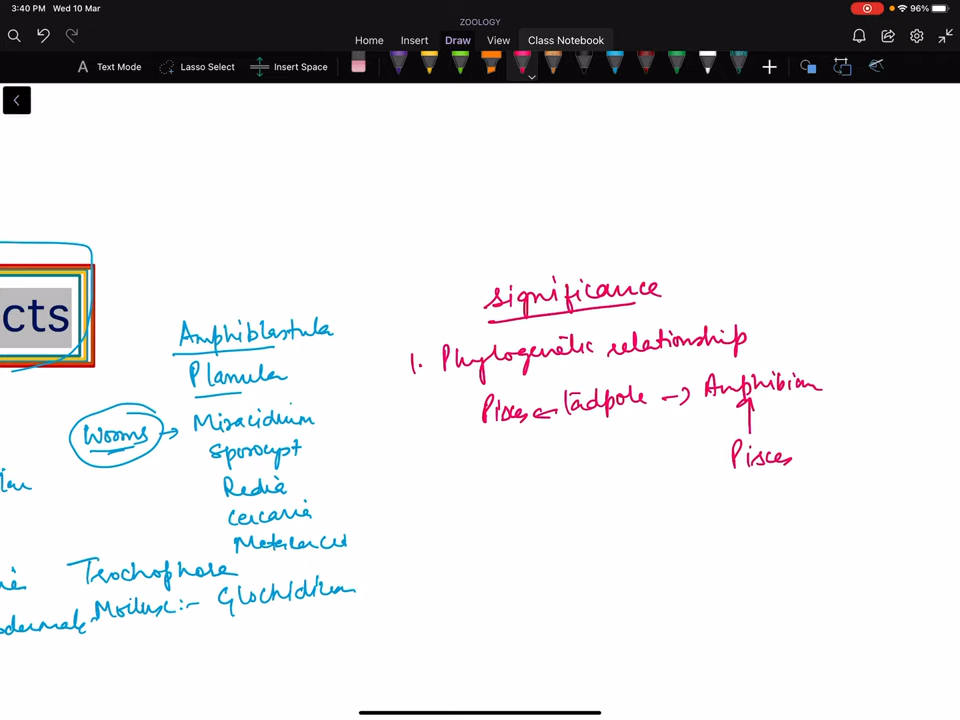 3:40 PM Wed 10 Mar
96%
ZOOLOGY
Home Insert Draw View Class Notebook
Text Mode Lasso Select Insert Space
significance
cts
Amphiblastula
1. Phylogenetic relationship
Planula
Pisces ← Tadpole → Amphibian
Worms → Miracidium
Sporocyst
Pisces
Redia
Cercaria
Trochophore
Mollusc :- Glochidium